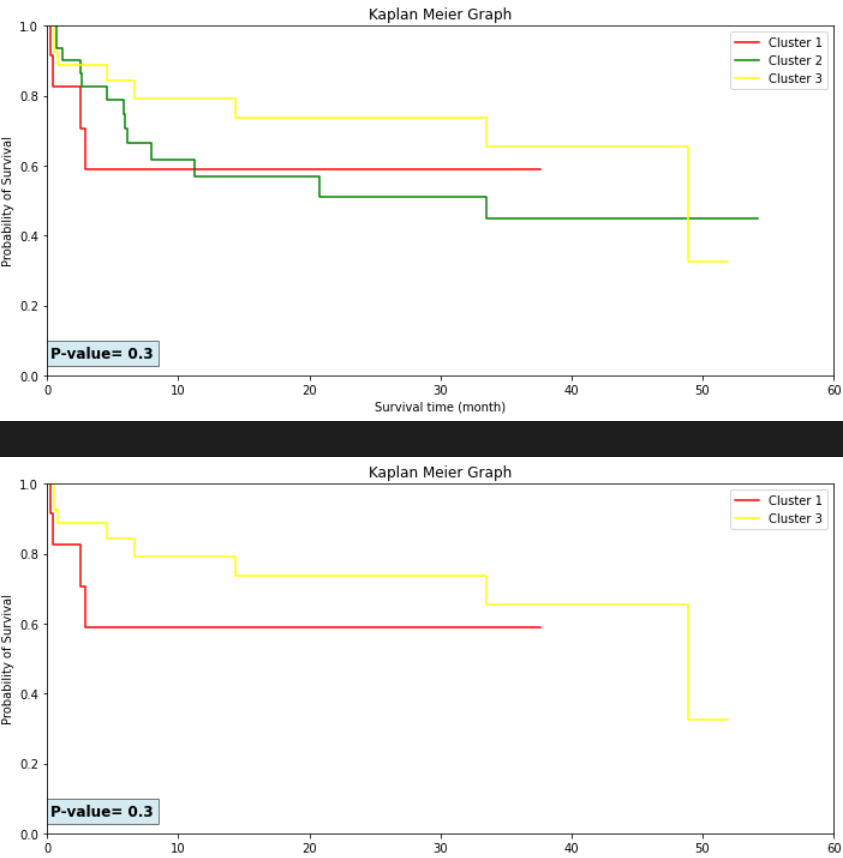 Kaplan Meier Graph
1.0
0.8
0.6
0.4
0.2
0.0
Probability of Survival
Cluster 1
Cluster 2
Cluster 3
P-value= 0.3
0 10 20 30 40 50 60
Survival time (month)
Kaplan Meier Graph
1.0
0.8
0.6
0.4
0.2
0.0
Probability of Survival
Cluster 1
Cluster 3
P-value= 0.3
0 10 20 30 40 50 60